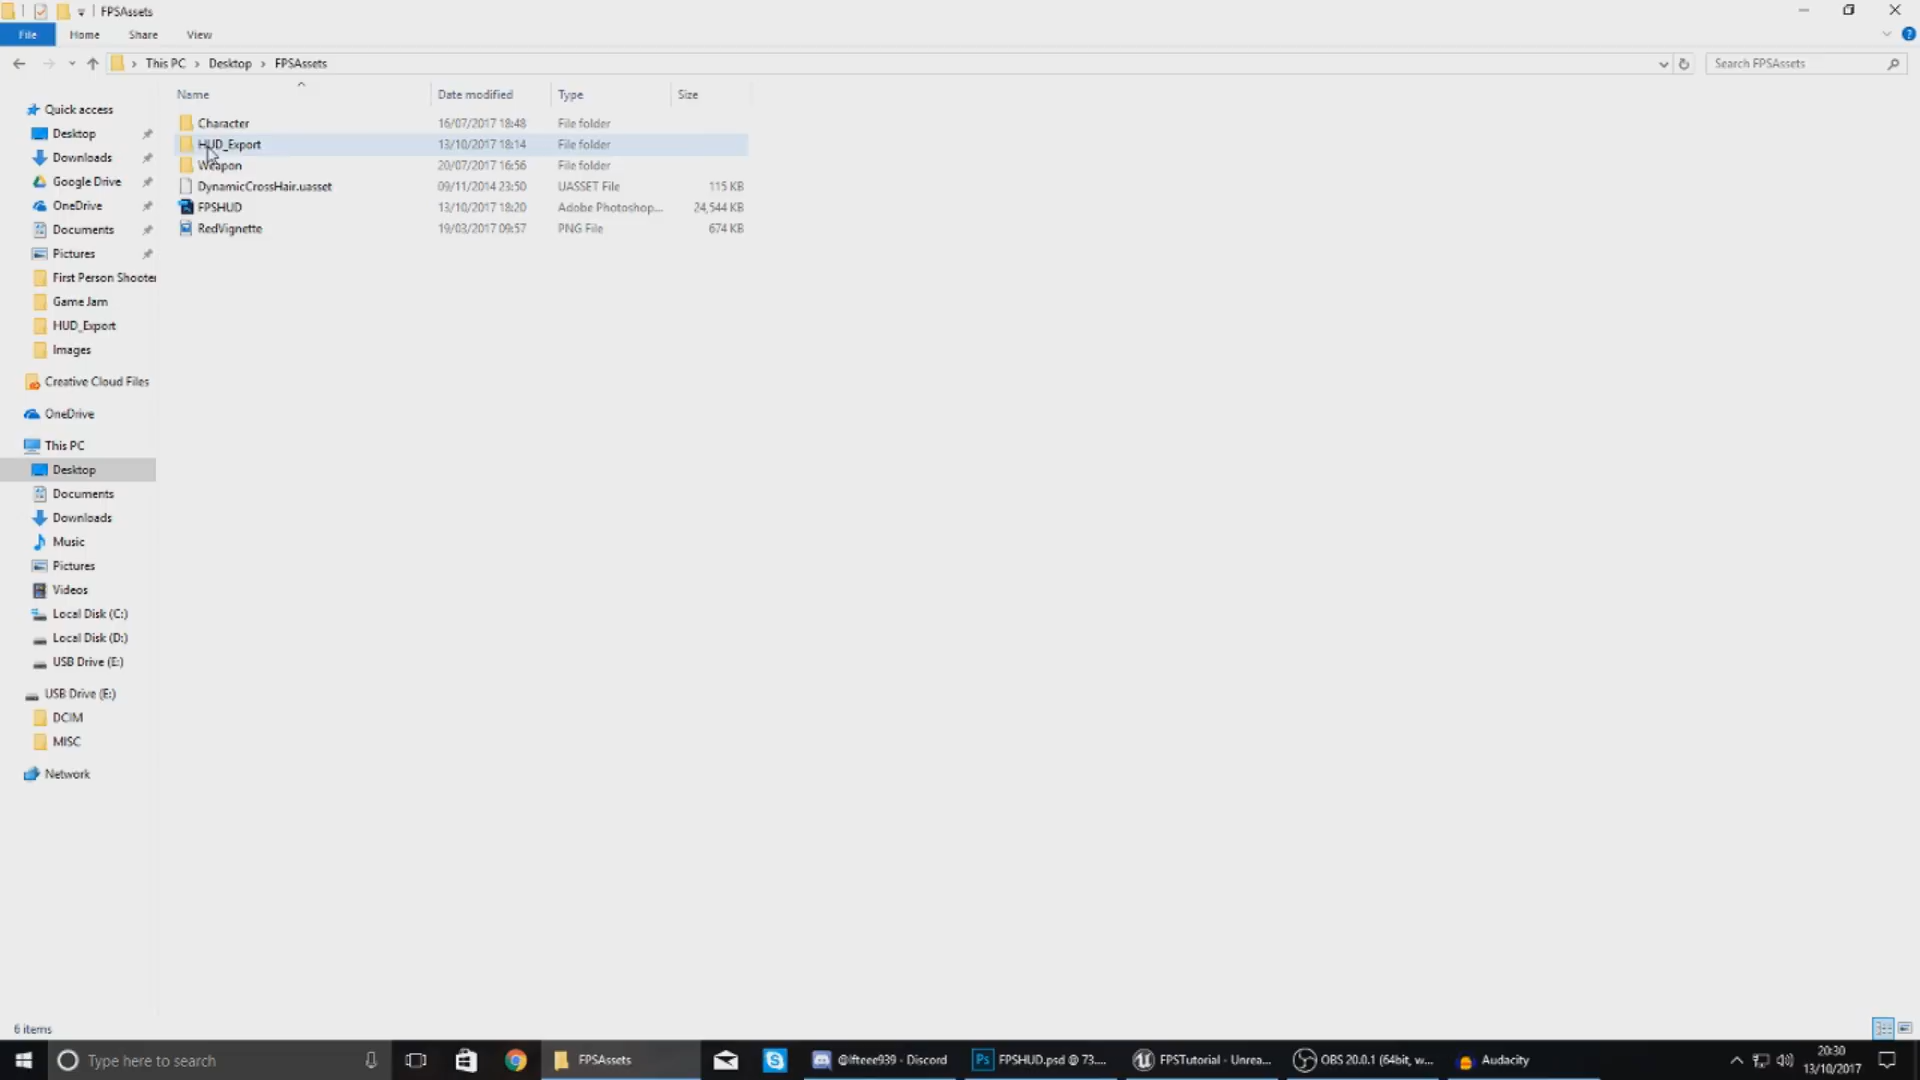 FPSAssets
File Home Share View
This PC Desktop FPSAssets Search FPSAssets
Name Date modified Type Size
Character 16/07/2017 18:48 File folder
HUD_Export 13/10/2017 18:14 File folder
Weapon 20/07/2017 16:56 File folder
DynamicCrossHair.uasset 09/11/2014 23:50 UASSET File 115 KB
FPSHUD 13/10/2017 18:20 Adobe Photoshop... 24,544 KB
RedVignette 19/03/2017 09:57 PNG File 674 KB
Quick access
Desktop
Downloads
Google Drive
OneDrive
Documents
Pictures
First Person Shooter
Game Jam
HUD_Export
Images
Creative Cloud Files
OneDrive
This PC
Desktop
Documents
Downloads
Music
Pictures
Videos
Local Disk (C:)
Local Disk (D:)
USB Drive (E:)
USB Drive (E:)
DCIM
MISC
Network
6 items
Type here to search FPSAssets @lfteee939 - Discord Ps FPSHUD.psd @ 73.... FPSTutorial - Unrea... OBS 20.0.1 (64bit, w... Audacity 20:30
13/10/2017